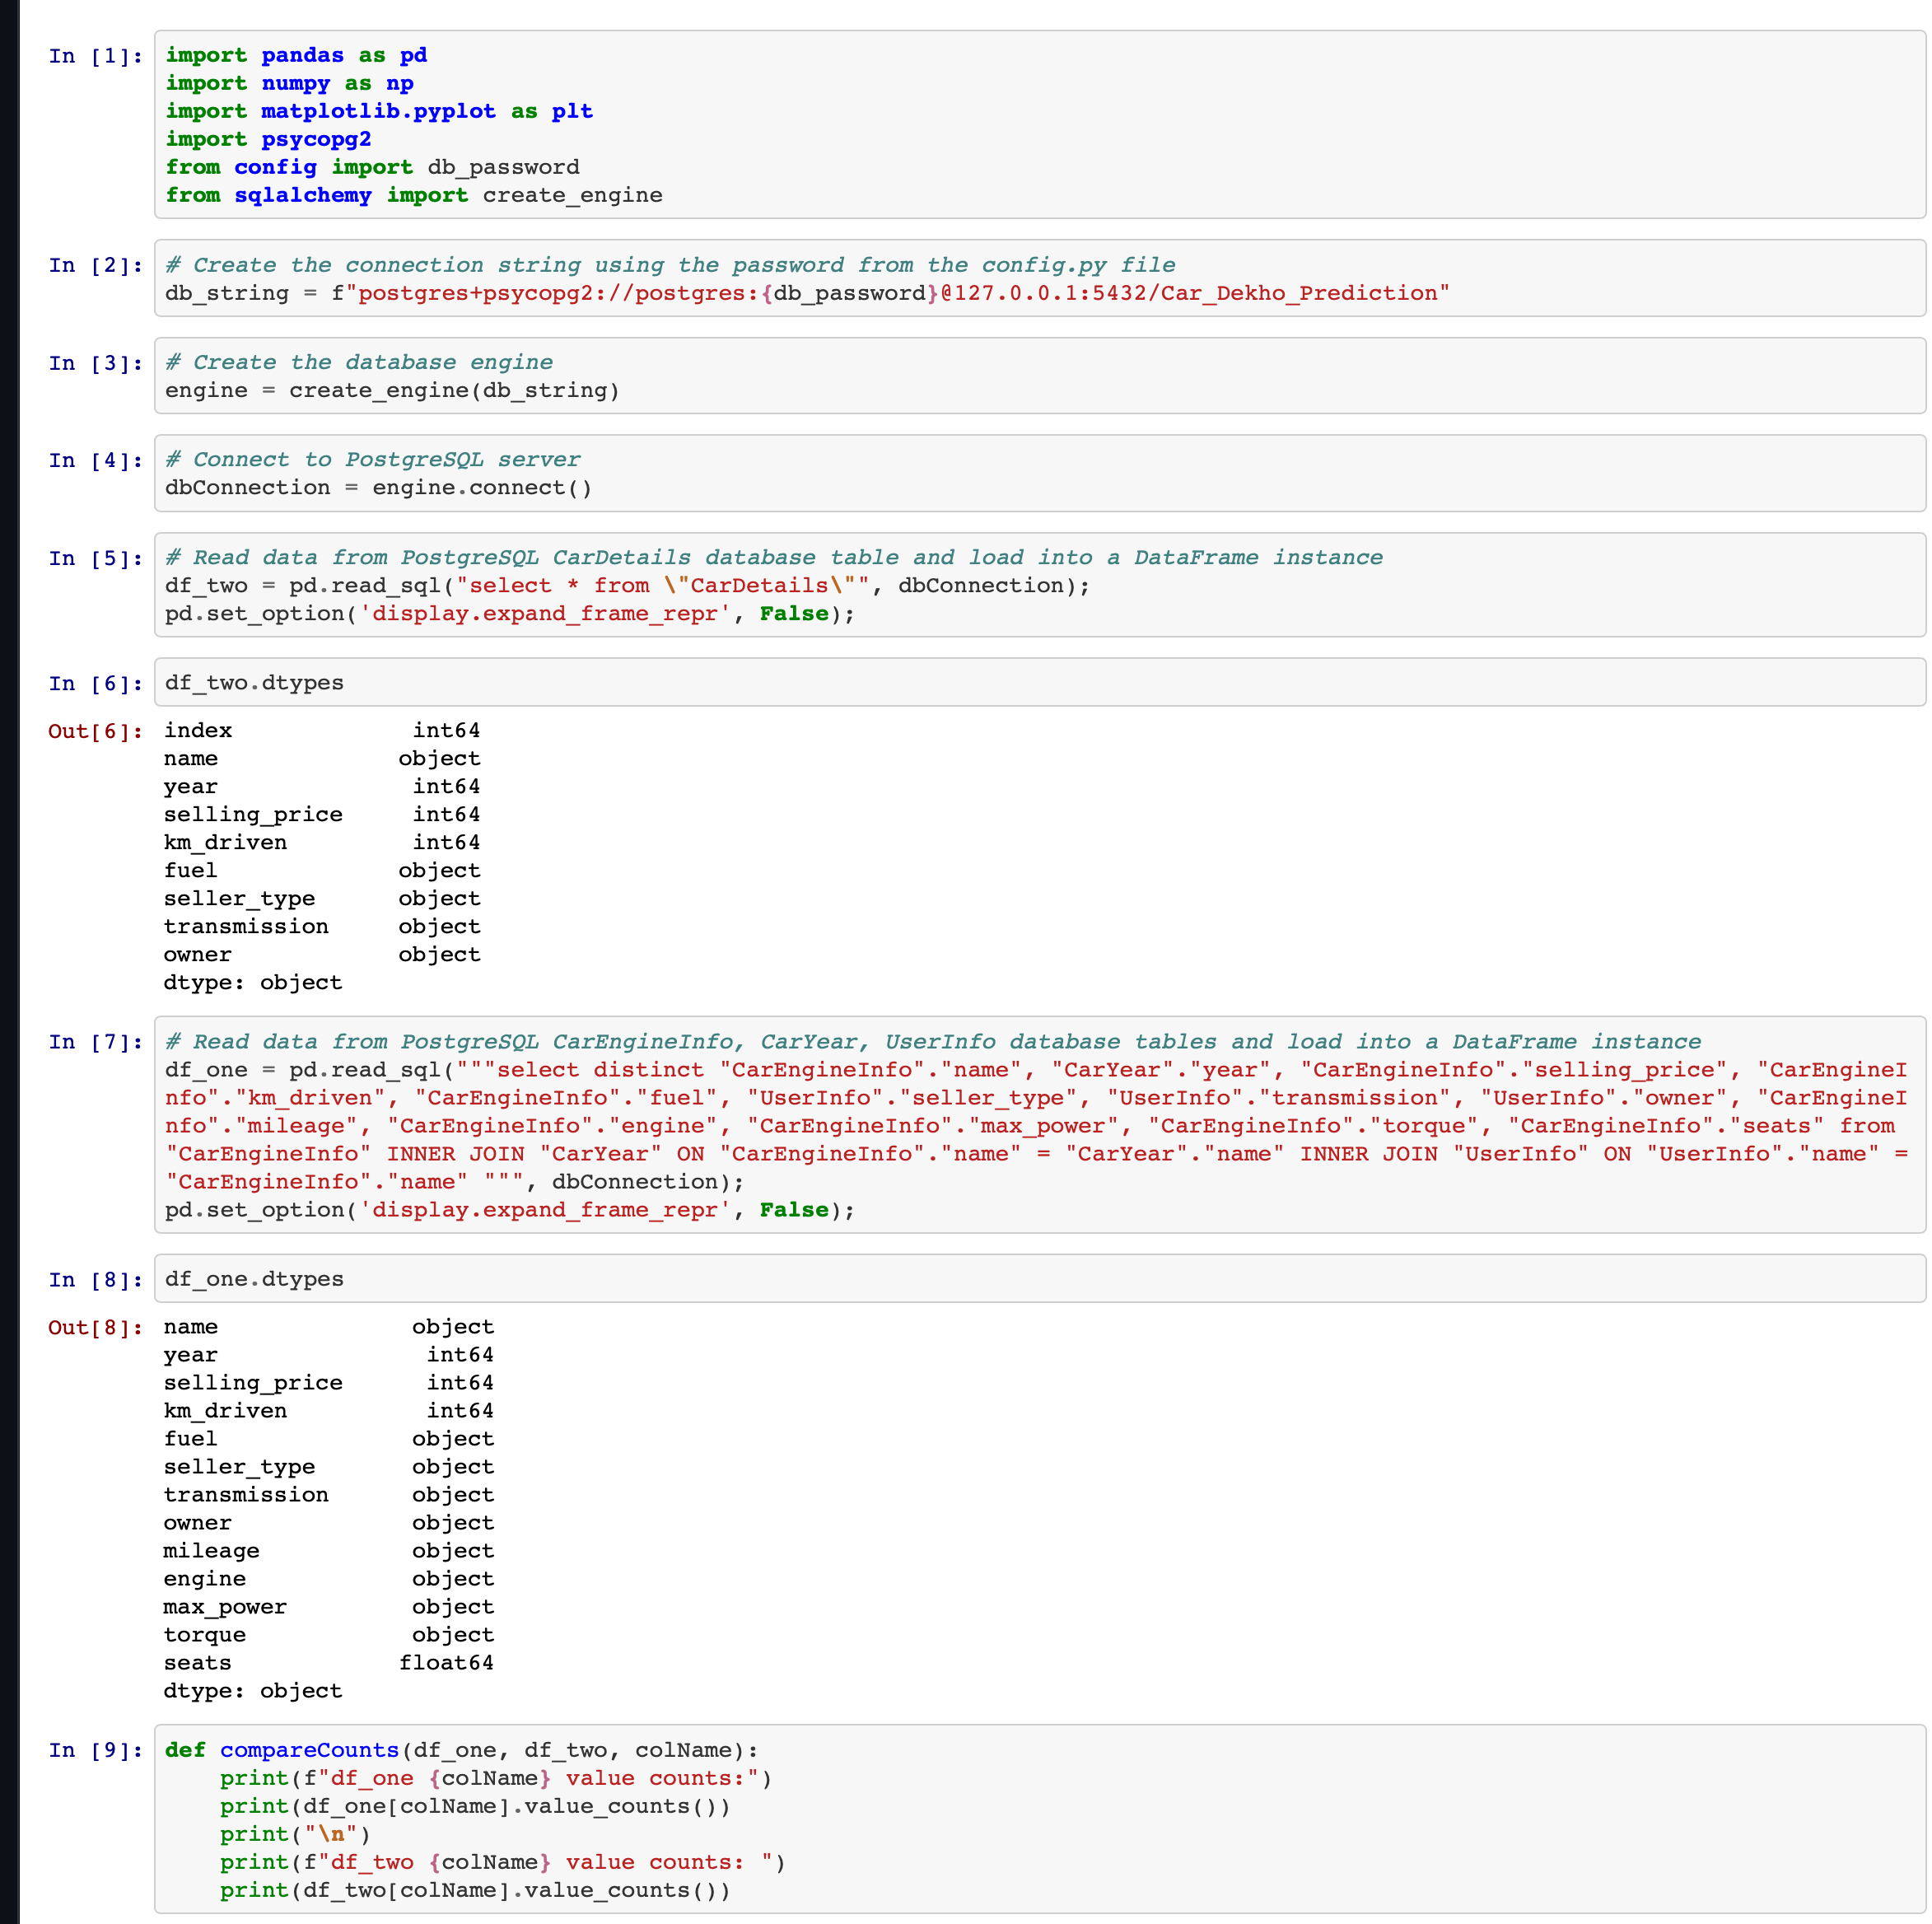 In [1]: import pandas as pd
import numpy as np
import matplotlib.pyplot as plt
import psycopg2
from config import db_password
from sqlalchemy import create_engine
In [2]: # Create the connection string using the password from the config.py file
db_string = f"postgres+psycopg2://postgres:{db_password}@127.0.0.1:5432/Car_Dekho_Prediction"
In [3]: # Create the database engine
engine = create_engine(db_string)
In [4]: # Connect to PostgreSQL server
dbConnection = engine.connect()
In [5]: # Read data from PostgreSQL CarDetails database table and load into a DataFrame instance
df_two = pd.read_sql("select * from \"CarDetails\"", dbConnection);
pd.set_option('display.expand_frame_repr', False);
In [6]: df_two.dtypes
Out[6]: index int64
name object
year int64
selling_price int64
km_driven int64
fuel object
seller_type object
transmission object
owner object
dtype: object
In [7]: # Read data from PostgreSQL CarEngineInfo, CarYear, UserInfo database tables and load into a DataFrame instance
df_one = pd.read_sql("""select distinct "CarEngineInfo"."name", "CarYear"."year", "CarEngineInfo"."selling_price", "CarEngineI
nfo"."km_driven", "CarEngineInfo"."fuel", "UserInfo"."seller_type", "UserInfo"."transmission", "UserInfo"."owner", "CarEngineI
nfo"."mileage", "CarEngineInfo"."engine", "CarEngineInfo"."max_power", "CarEngineInfo"."torque", "CarEngineInfo"."seats" from
"CarEngineInfo" INNER JOIN "CarYear" ON "CarEngineInfo"."name" = "CarYear"."name" INNER JOIN "UserInfo" ON "UserInfo"."name" =
"CarEngineInfo"."name" """, dbConnection);
pd.set_option('display.expand_frame_repr', False);
In [8]: df_one.dtypes
Out[8]: name object
year int64
selling_price int64
km_driven int64
fuel object
seller_type object
transmission object
owner object
mileage object
engine object
max_power object
torque object
seats float64
dtype: object
In [9]: def compareCounts(df_one, df_two, colName):
    print(f"df_one {colName} value counts:")
    print(df_one[colName].value_counts())
    print("\n")
    print(f"df_two {colName} value counts: ")
    print(df_two[colName].value_counts())